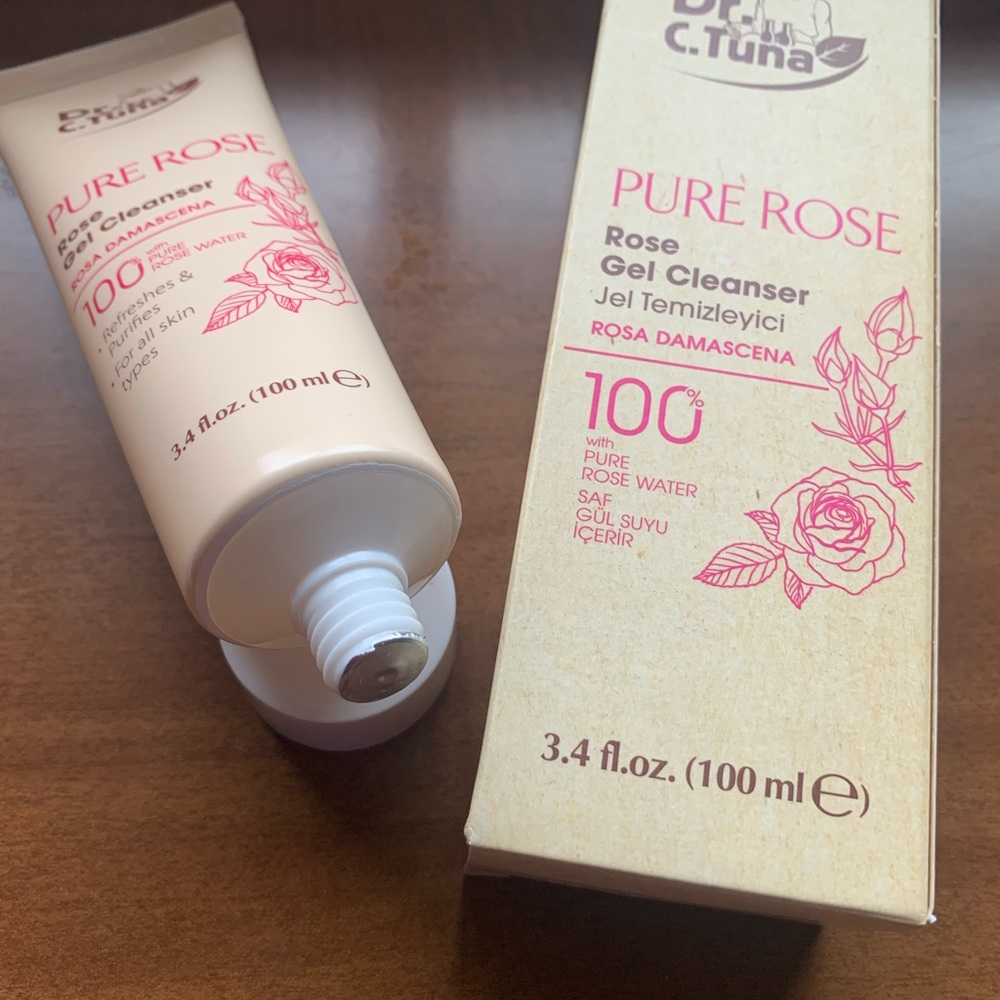 Dr.
C.Tuna
PURE ROSE
Rose
Gel Cleanser
ROSA DAMASCENA
100%
with
PURE
ROSE WATER
• Refreshes &
Purifies
• For all skin
types
3.4 fl.oz. (100 ml ℮)
Dr.
C.Tuna
PURE ROSE
Rose
Gel Cleanser
Jel Temizleyici
ROSA DAMASCENA
100%
with
PURE
ROSE WATER
SAF
GÜL SUYU
İÇERİR
3.4 fl.oz. (100 ml ℮)